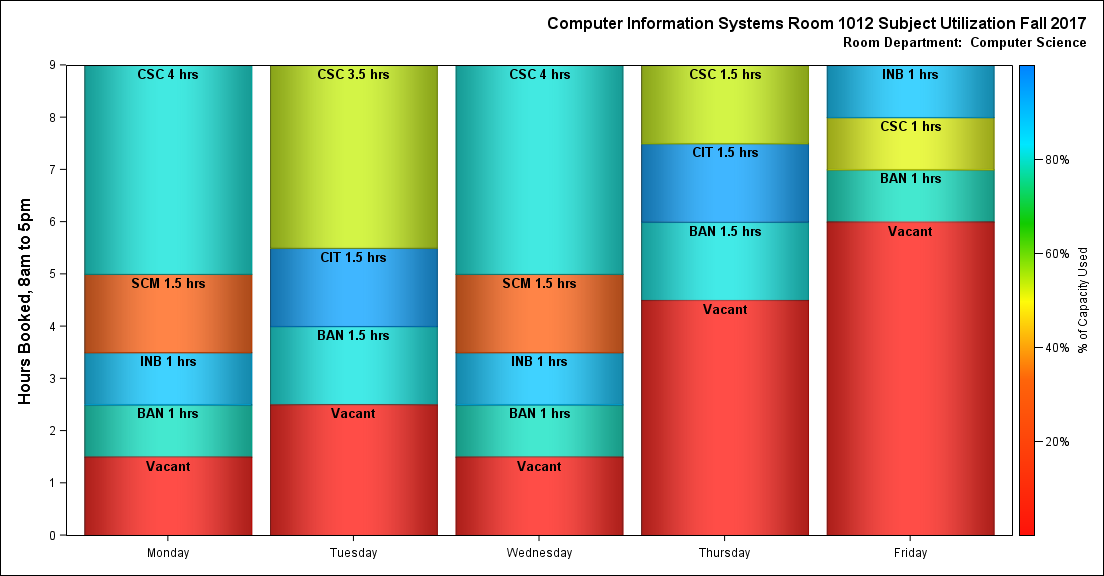 Computer Information Systems Room 1012 Subject Utilization Fall 2017
Room Department: Computer Science
Hours Booked, 8am to 5pm
9
8
7
6
5
4
3
2
1
0
CSC 4 hrs
SCM 1.5 hrs
INB 1 hrs
BAN 1 hrs
Vacant
CSC 3.5 hrs
CIT 1.5 hrs
BAN 1.5 hrs
Vacant
CSC 4 hrs
SCM 1.5 hrs
INB 1 hrs
BAN 1 hrs
Vacant
CSC 1.5 hrs
CIT 1.5 hrs
BAN 1.5 hrs
Vacant
INB 1 hrs
CSC 1 hrs
BAN 1 hrs
Vacant
Monday
Tuesday
Wednesday
Thursday
Friday
80%
60%
40%
20%
% of Capacity Used